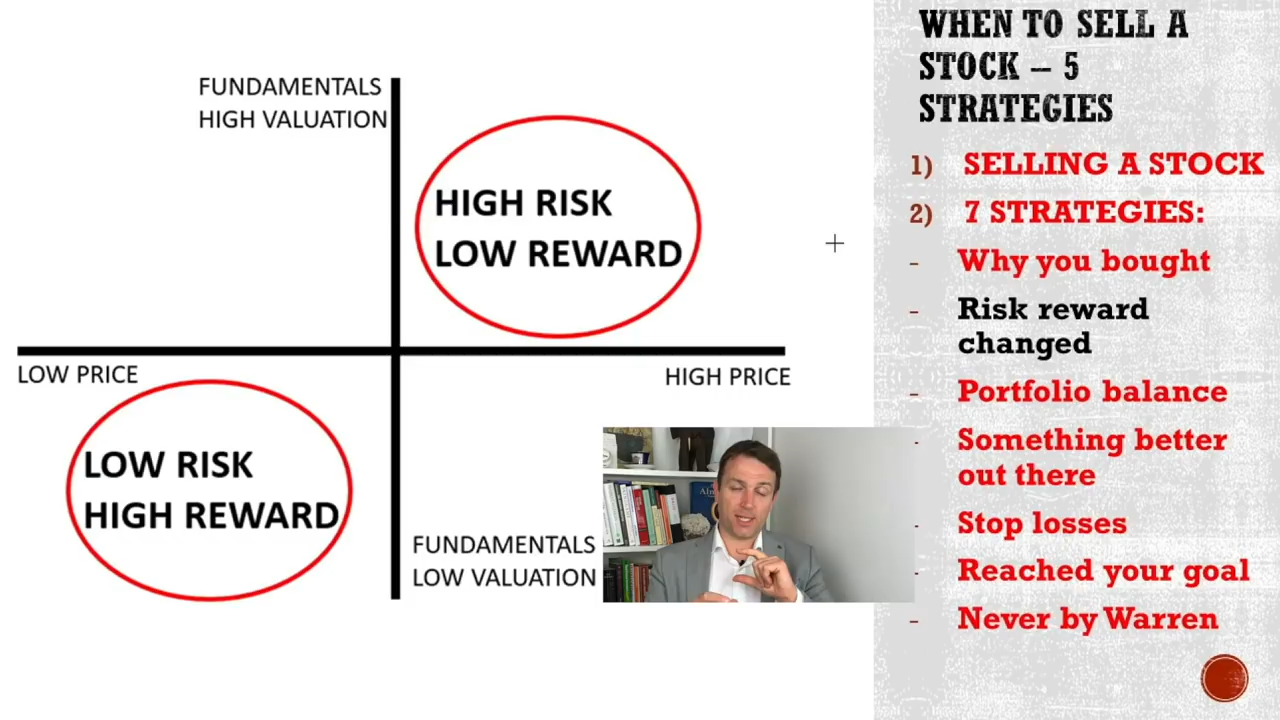 FUNDAMENTALS
HIGH VALUATION
HIGH RISK
LOW REWARD
LOW PRICE
HIGH PRICE
LOW RISK
HIGH REWARD
FUNDAMENTALS
LOW VALUATION
WHEN TO SELL A
STOCK – 5
STRATEGIES
1) SELLING A STOCK
2) 7 STRATEGIES:
- Why you bought
- Risk reward
changed
- Portfolio balance
- Something better
out there
- Stop losses
- Reached your goal
- Never by Warren